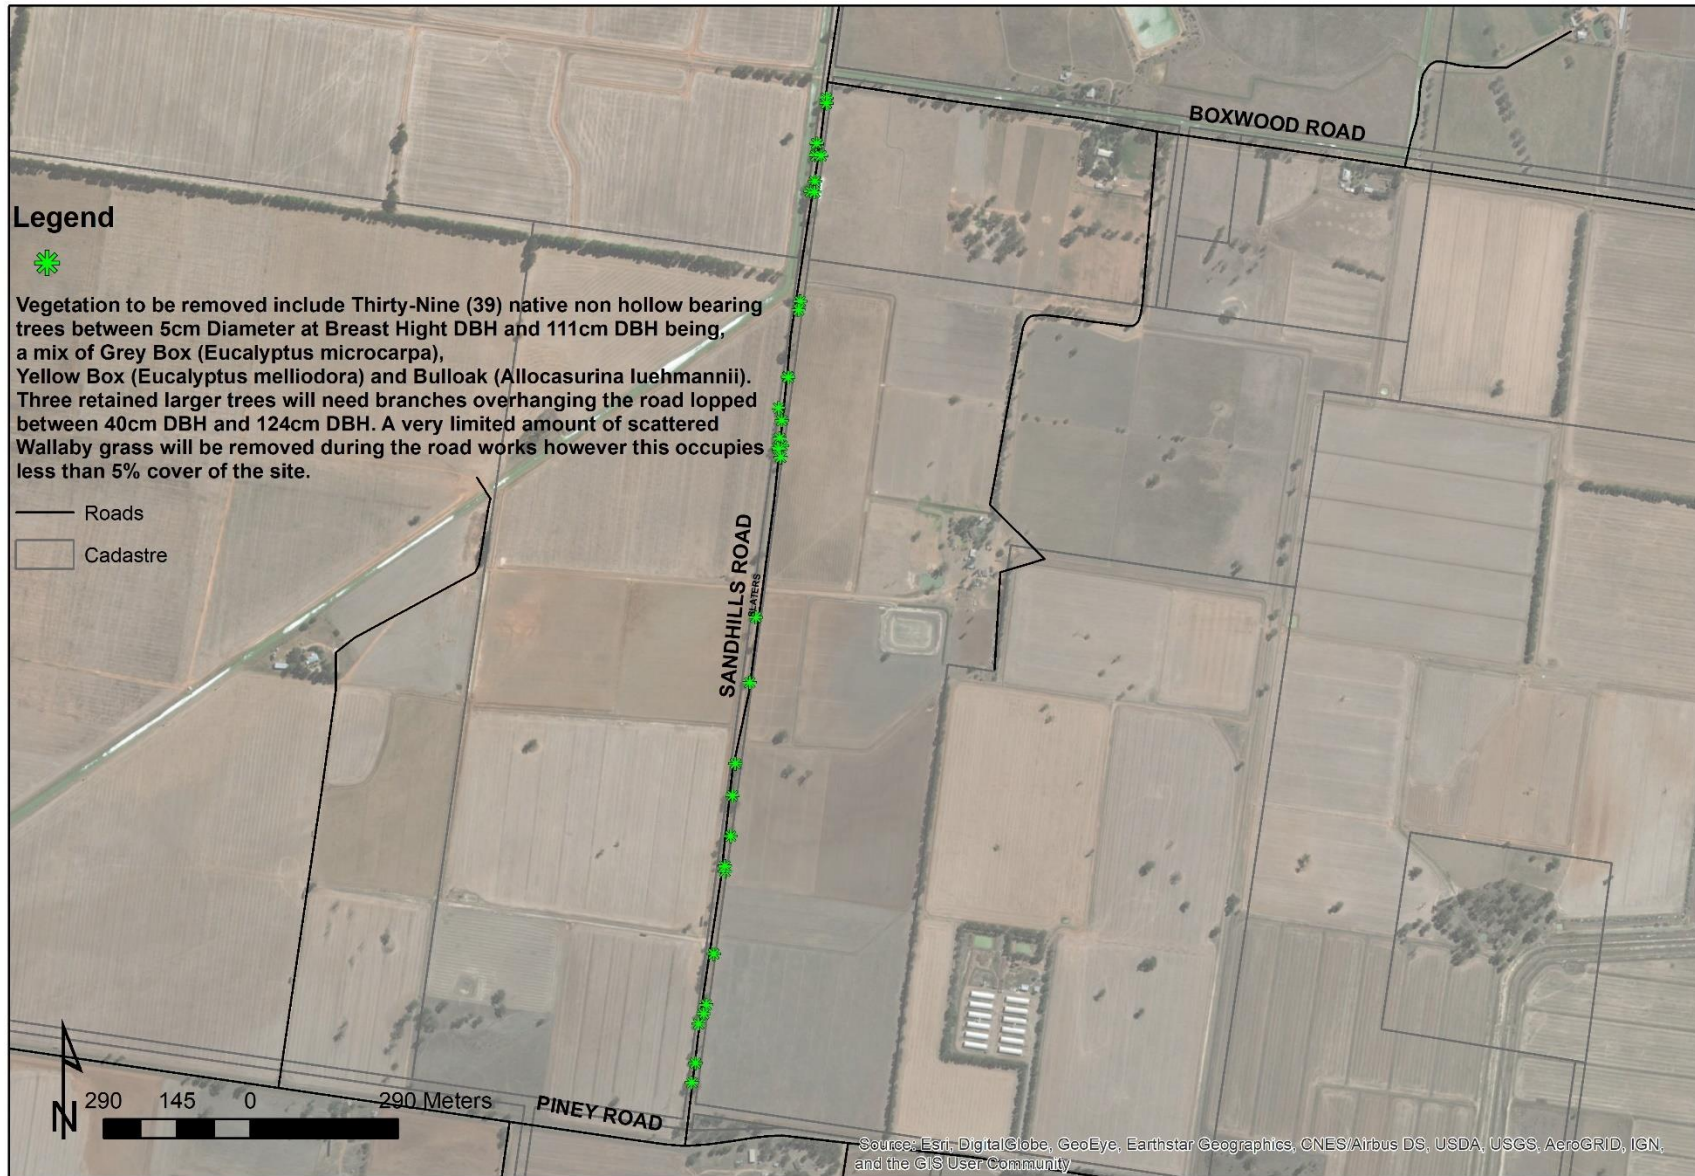 BOXWOOD ROAD
Legend
Vegetation to be removed include Thirty-Nine (39) native non hollow bearing
trees between 5cm Diameter at Breast Hight DBH and 111cm DBH being,
a mix of Grey Box (Eucalyptus microcarpa),
Yellow Box (Eucalyptus melliodora) and Bulloak (Allocasurina luehmannii).
Three retained larger trees will need branches overhanging the road lopped
between 40cm DBH and 124cm DBH. A very limited amount of scattered
Wallaby grass will be removed during the road works however this occupies
less than 5% cover of the site.
Roads
Cadastre
SANDHILLS ROAD
SLATERS
N
290 145 0 290 Meters
PINEY ROAD
Source: Esri, DigitalGlobe, GeoEye, Earthstar Geographics, CNES/Airbus DS, USDA, USGS, AeroGRID, IGN,
and the GIS User Community